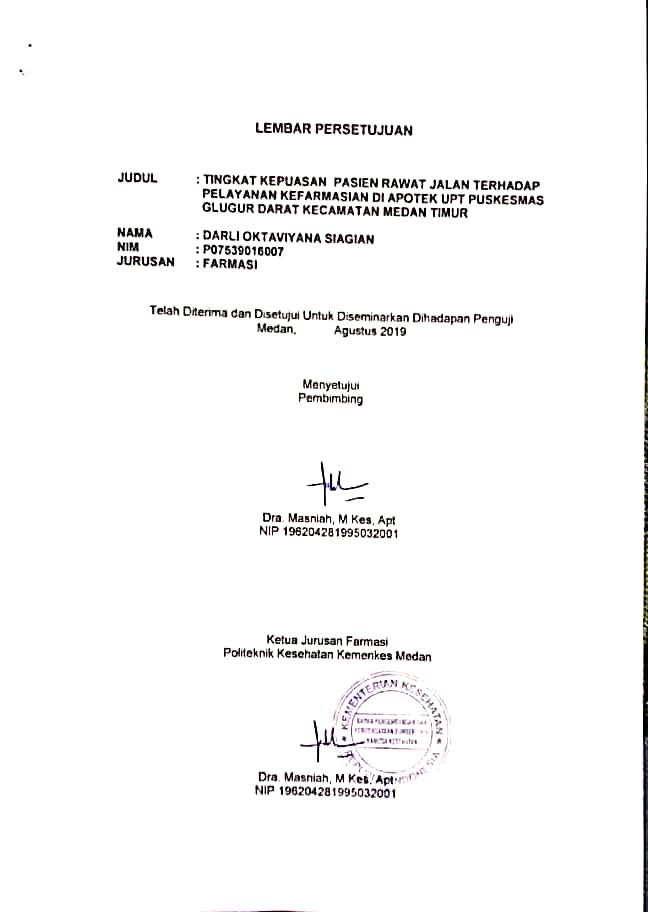 LEMBAR PERSETUJUAN
JUDUL : TINGKAT KEPUASAN PASIEN RAWAT JALAN TERHADAP
PELAYANAN KEFARMASIAN DI APOTEK UPT PUSKESMAS
GLUGUR DARAT KECAMATAN MEDAN TIMUR
NAMA : DARLI OKTAVIYANA SIAGIAN
NIM : P07539016007
JURUSAN : FARMASI
Telah Diterima dan Disetujui Untuk Diseminarkan Dihadapan Penguji
Medan, Agustus 2019
Menyetujui
Pembimbing
Dra. Masniah, M Kes, Apt
NIP 196204281995032001
Ketua Jurusan Farmasi
Politeknik Kesehatan Kemenkes Medan
KEMENTERIAN KESEHATAN
Dra. Masniah, M Kes, Apt
NIP 196204281995032001